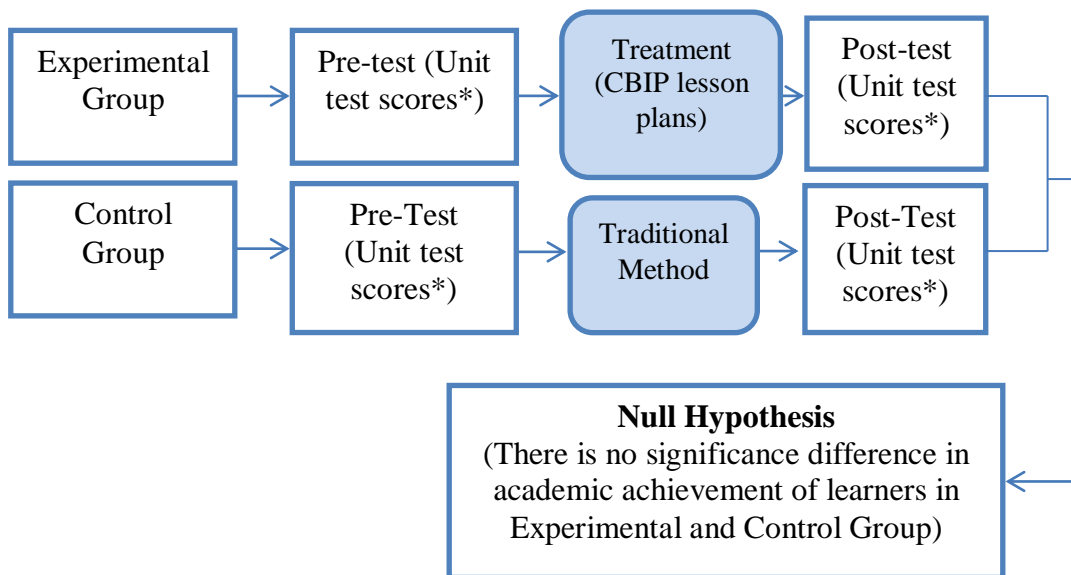 Experimental
Group
Pre-test (Unit
test scores*)
Treatment
(CBIP lesson
plans)
Post-test
(Unit test
scores*)
Control
Group
Pre-Test
(Unit test
scores*)
Traditional
Method
Post-Test
(Unit test
scores*)
Null Hypothesis
(There is no significance difference in
academic achievement of learners in
Experimental and Control Group)